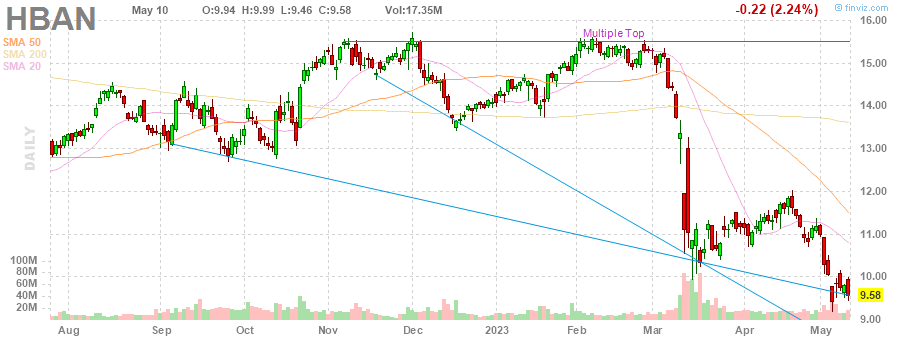 HBAN May 10 O:9.94 H:9.99 L:9.46 C:9.58 Vol:17.35M -0.22 (2.24%) © finviz.com
SMA 50
SMA 200
SMA 20
Multiple Top
DAILY
16.00
15.00
14.00
13.00
12.00
11.00
10.00
9.58
9.00
100M
80M
60M
40M
20M
Aug Sep Oct Nov Dec 2023 Feb Mar Apr May